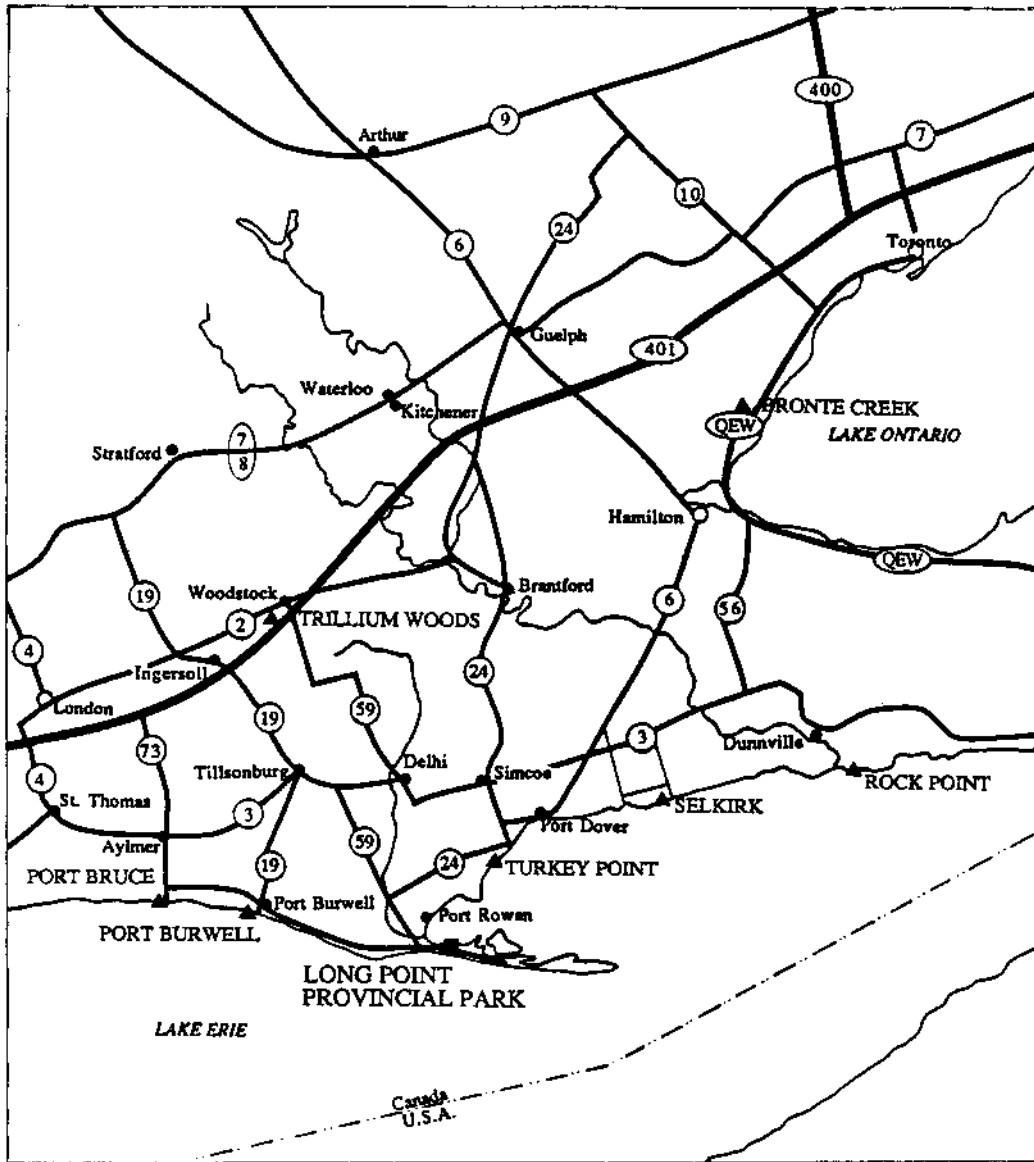 400
9
7
Arthur
10
24
6
Toronto
Guelph
401
Waterloo
Kitchener
BRONTE CREEK
QEW
LAKE ONTARIO
7
8
Stratford
Hamilton
QEW
19
Woodstock
Brantford
6
56
2
TRILLIUM WOODS
4
Ingersoll
24
London
19
59
3
73
Dunnville
4
Tillsonburg
Delhi
Simcoe
ROCK POINT
St. Thomas
SELKIRK
3
Port Dover
Aylmer
59
19
24
TURKEY POINT
PORT BRUCE
Port Burwell
Port Rowan
PORT BURWELL
LONG POINT
PROVINCIAL PARK
LAKE ERIE
Canada
U.S.A.